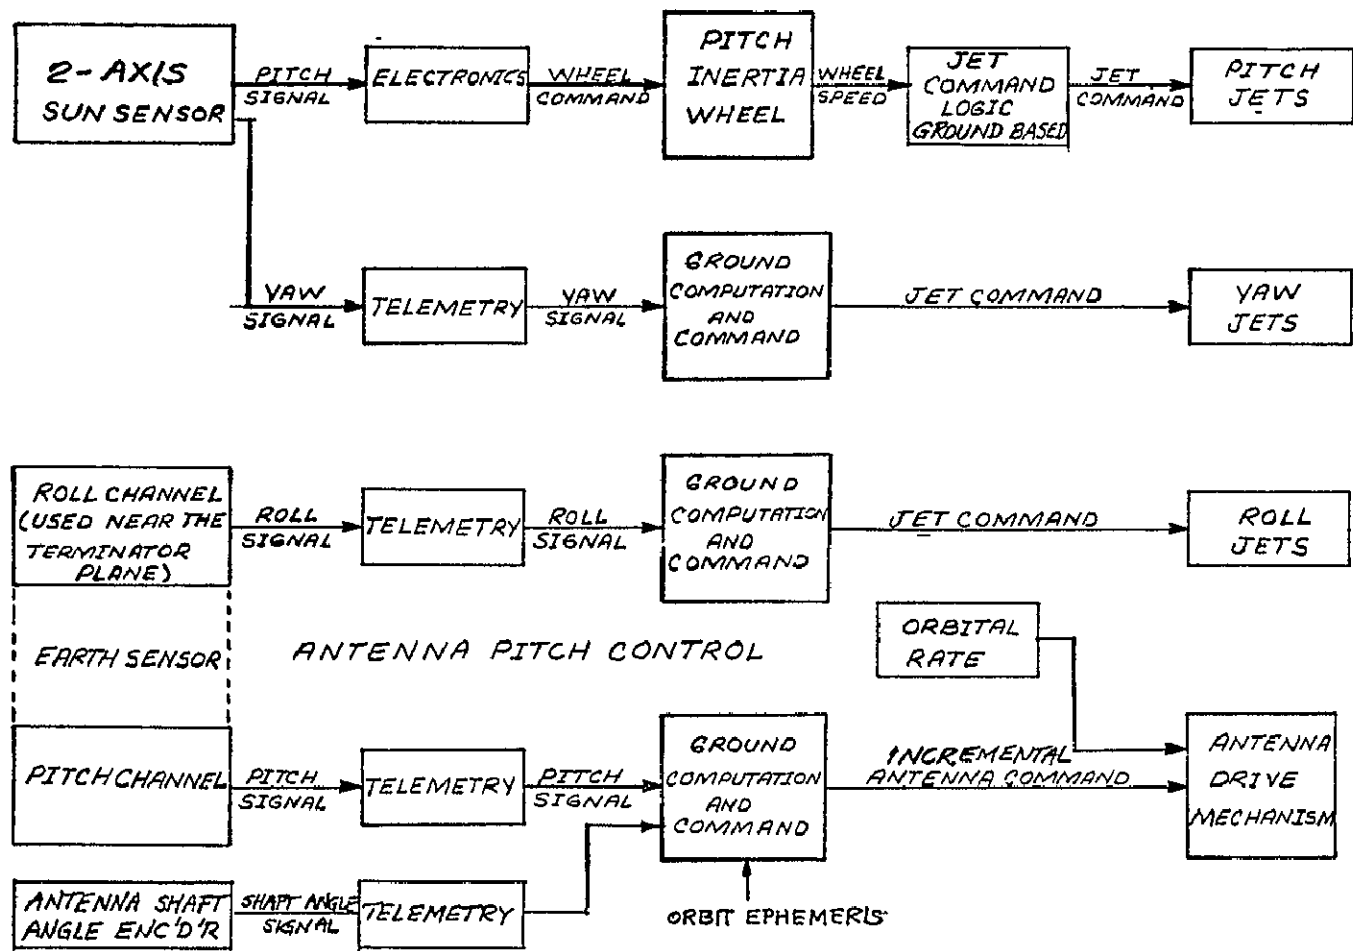 2-AXIS
SUN SENSOR
PITCH
SIGNAL
ELECTRONICS
WHEEL
COMMAND
PITCH
INERTIA
WHEEL
WHEEL
SPEED
JET
COMMAND
LOGIC
GROUND BASED
JET
COMMAND
PITCH
JETS
YAW
SIGNAL
TELEMETRY
YAW
SIGNAL
GROUND
COMPUTATION
AND
COMMAND
JET COMMAND
YAW
JETS
ROLL CHANNEL
(USED NEAR THE
TERMINATOR
PLANE)
ROLL
SIGNAL
TELEMETRY
ROLL
SIGNAL
GROUND
COMPUTATION
AND
COMMAND
JET COMMAND
ROLL
JETS
EARTH SENSOR
ANTENNA PITCH CONTROL
ORBITAL
RATE
PITCH CHANNEL
PITCH
SIGNAL
TELEMETRY
PITCH
SIGNAL
GROUND
COMPUTATION
AND
COMMAND
INCREMENTAL
ANTENNA COMMAND
ANTENNA
DRIVE
MECHANISM
ANTENNA SHAFT
ANGLE ENC'D'R
SHAFT ANGLE
SIGNAL
TELEMETRY
ORBIT EPHEMERIS